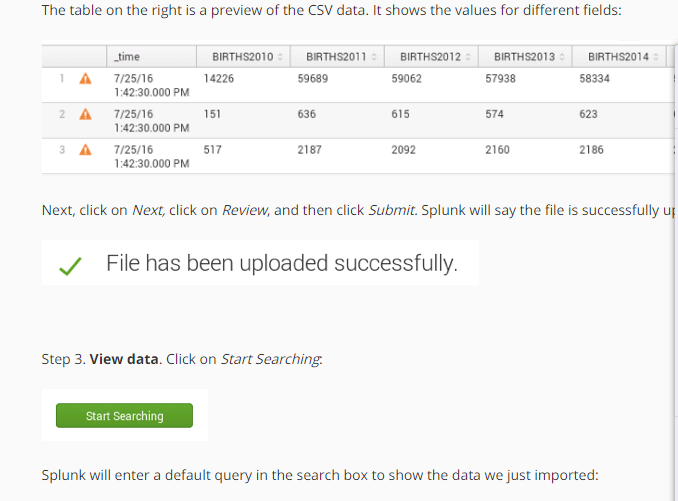 The table on the right is a preview of the CSV data. It shows the values for different fields:
_time BIRTHS2010 BIRTHS2011 BIRTHS2012 BIRTHS2013 BIRTHS2014
1 7/25/16 14226 59689 59062 57938 58334
1:42:30.000 PM
2 7/25/16 151 636 615 574 623
1:42:30.000 PM
3 7/25/16 517 2187 2092 2160 2186
1:42:30.000 PM
Next, click on Next, click on Review, and then click Submit. Splunk will say the file is successfully
File has been uploaded successfully.
Step 3. View data. Click on Start Searching:
Start Searching
Splunk will enter a default query in the search box to show the data we just imported: